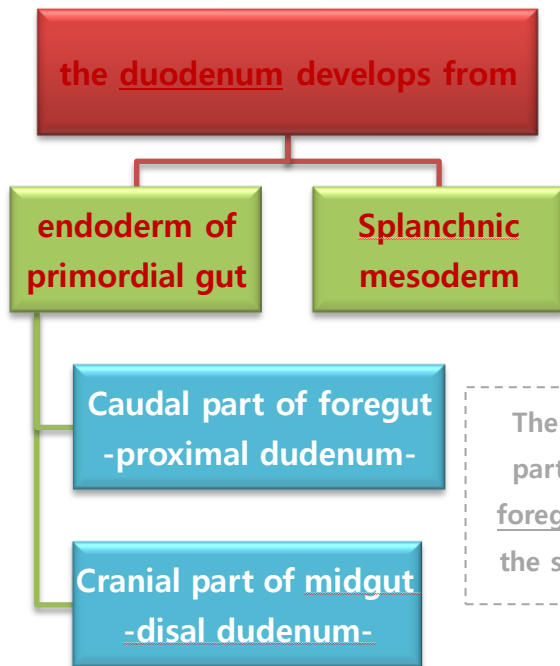 the duodenum develops from
endoderm of
primordial gut
Splanchnic
mesoderm
Caudal part of foregut
-proximal dudenum-
Cranial part of midgut
-disal dudenum-
The
part
the s